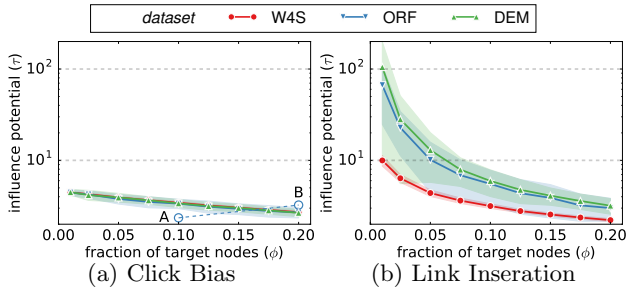 dataset W4S ORF DEM
influence potential (τ)
10²
10¹
A
B
0.00 0.05 0.10 0.15 0.20
fraction of target nodes (ϕ)
(a) Click Bias
influence potential (τ)
10²
10¹
0.00 0.05 0.10 0.15 0.20
fraction of target nodes (ϕ)
(b) Link Inseration